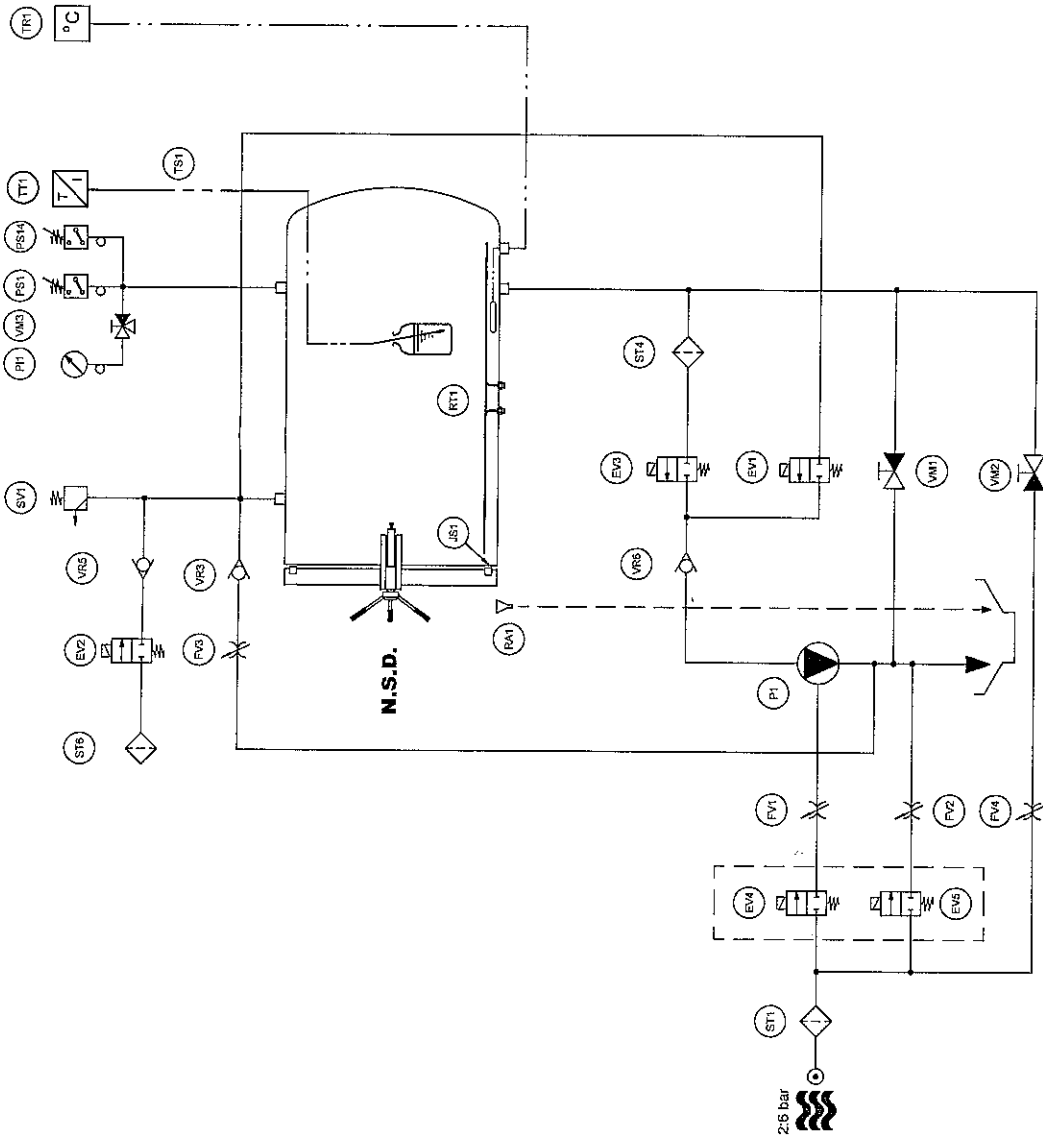 TR1
°C
TT1
T/I
TS1
PS14
PS1
VM3
PI1
SV1
VR5
EV2
ST6
VR3
FV3
RT1
JS1
N.S.D.
RA1
ST4
EV3
EV1
VR6
VM1
VM2
P1
FV1
FV2
FV4
EV4
EV5
ST1
2:6 bar